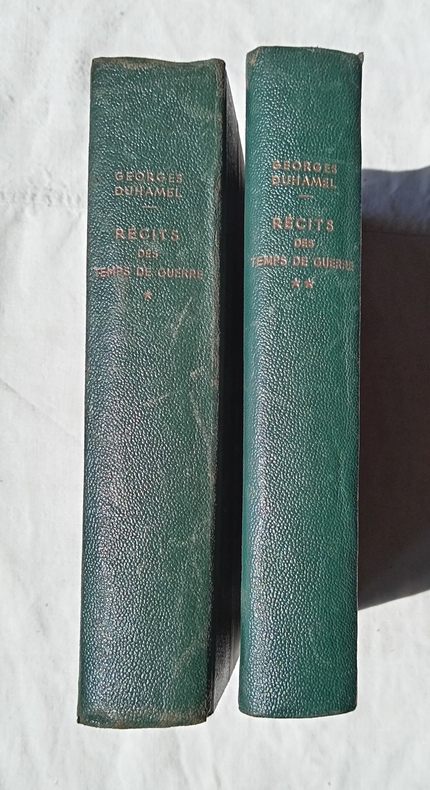 GEORGES
DUHAMEL
RÉCITS
DES
TEMPS DE GUERRE
*
GEORGES
DUHAMEL
RÉCITS
DES
TEMPS DE GUERRE
**